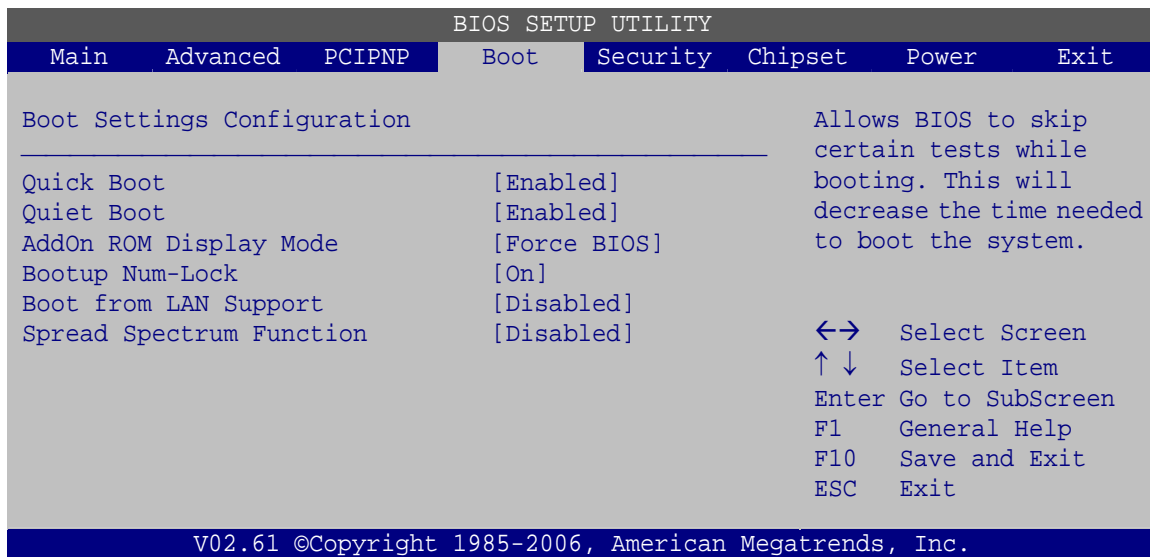 BIOS SETUP UTILITY
Main Advanced PCIPNP Boot Security Chipset Power Exit
Boot Settings Configuration
Quick Boot [Enabled]
Quiet Boot [Enabled]
AddOn ROM Display Mode [Force BIOS]
Bootup Num-Lock [On]
Boot from LAN Support [Disabled]
Spread Spectrum Function [Disabled]
Allows BIOS to skip
certain tests while
booting. This will
decrease the time needed
to boot the system.
←→ Select Screen
↑ ↓ Select Item
Enter Go to SubScreen
F1 General Help
F10 Save and Exit
ESC Exit
V02.61 ©Copyright 1985-2006, American Megatrends, Inc.